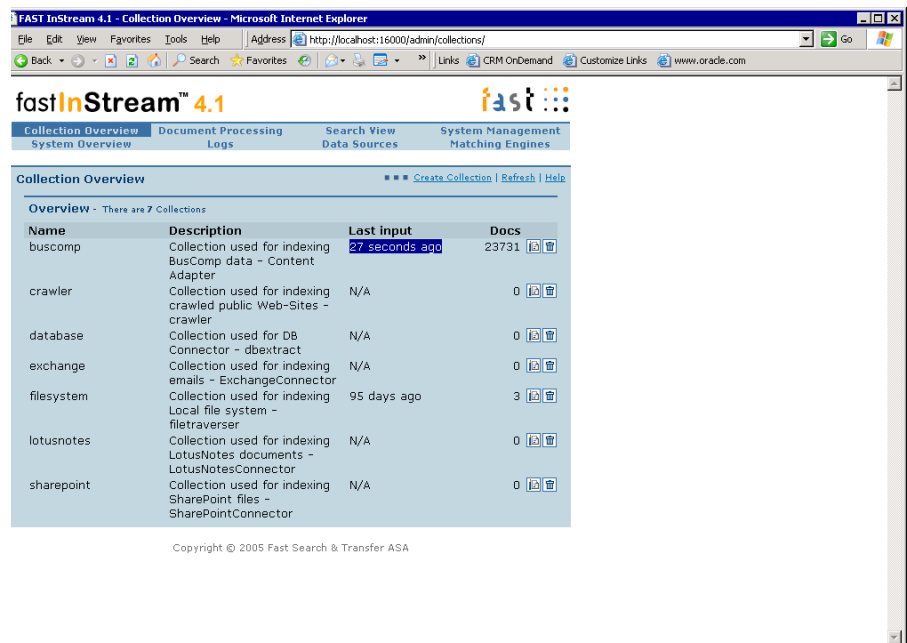 FAST InStream 4.1 - Collection Overview - Microsoft Internet Explorer
File Edit View Favorites Tools Help Address http://localhost:16000/admin/collections/ Go
Back Search Favorites » Links CRM OnDemand Customize Links www.oracle.com
fastInStream™ 4.1 fast
Collection Overview Document Processing Search View System Management
System Overview Logs Data Sources Matching Engines
Collection Overview Create Collection | Refresh | Help
Overview - There are 7 Collections
Name Description Last input Docs
buscomp Collection used for indexing 27 seconds ago 23731
BusComp data - Content
Adapter
crawler Collection used for indexing N/A 0
crawled public Web-Sites -
crawler
database Collection used for DB N/A 0
Connector - dbextract
exchange Collection used for indexing N/A 0
emails - ExchangeConnector
filesystem Collection used for indexing 95 days ago 3
Local file system -
filetraverser
lotusnotes Collection used for indexing N/A 0
LotusNotes documents -
LotusNotesConnector
sharepoint Collection used for indexing N/A 0
SharePoint files -
SharePointConnector
Copyright © 2005 Fast Search & Transfer ASA